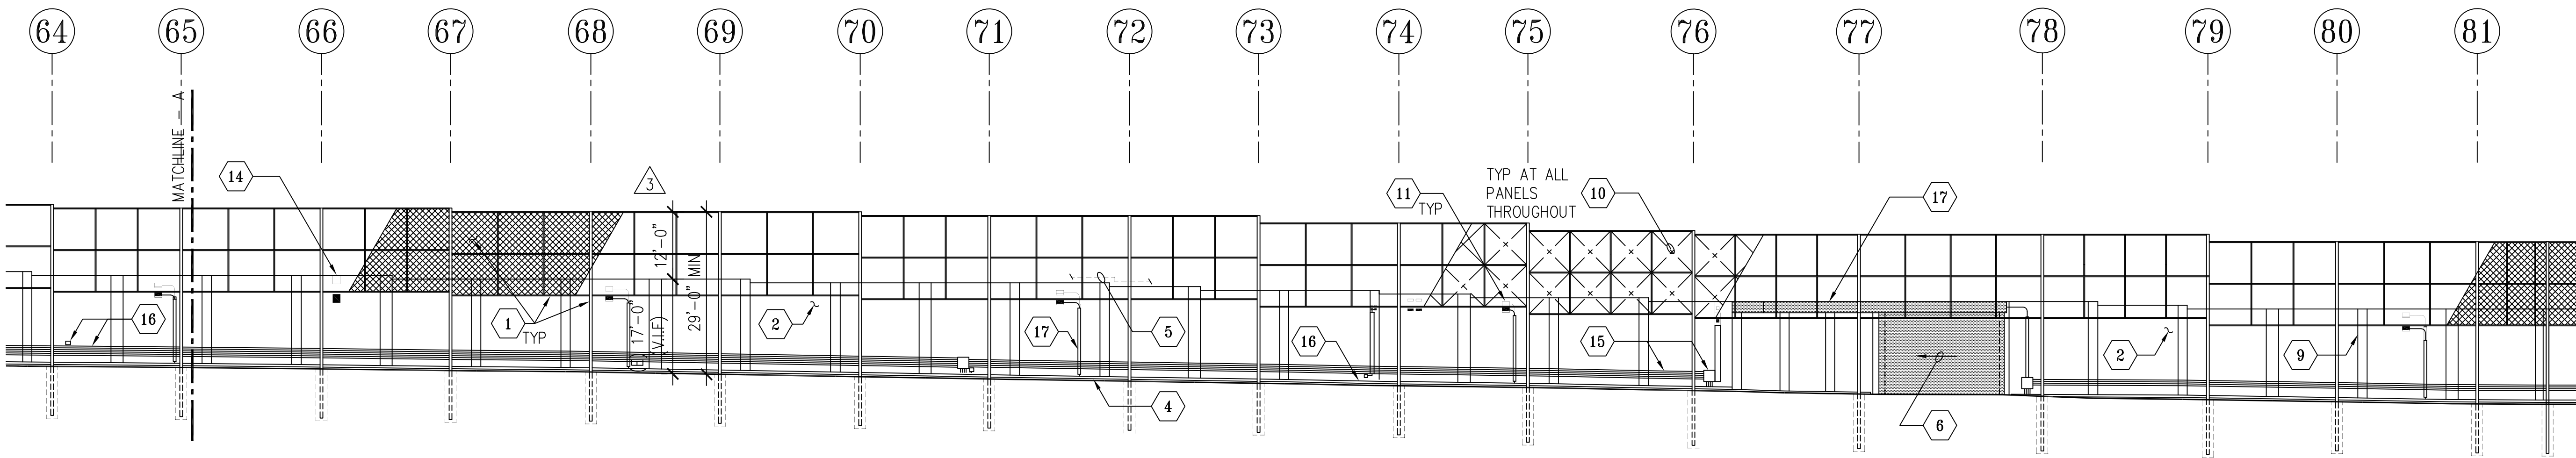 64 65 66 67 68 69 70 71 72 73 74 75 76 77 78 79 80 81
MATCHLINE - A
14
3
TYP AT ALL
PANELS
THROUGHOUT
11
TYP
10
17
12'-0"
29'-0" MIN
(E) 17'-0"
(V.I.F)
16
1
TYP
2
17
5
16
15
2
9
4
6